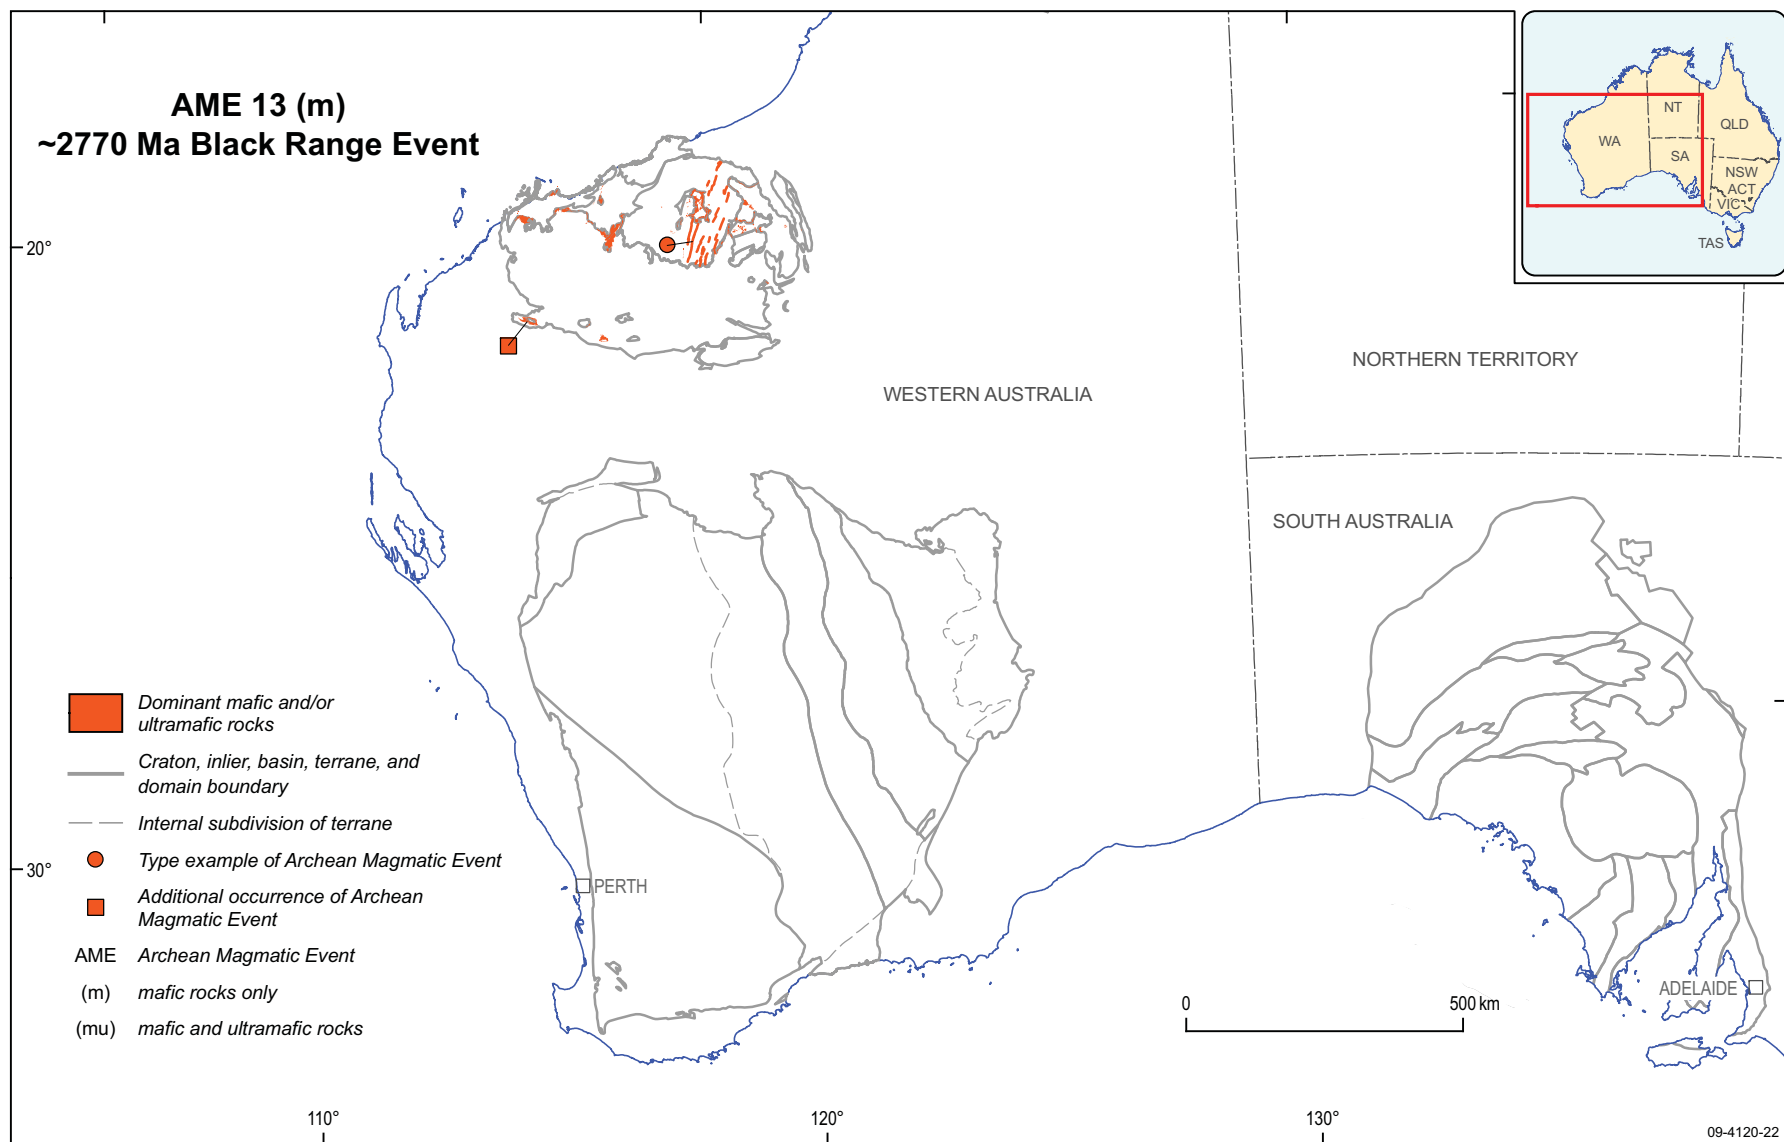 AME 13 (m)
~2770 Ma Black Range Event
NT
QLD
WA
SA
NSW
ACT
VIC
TAS
20°
NORTHERN TERRITORY
WESTERN AUSTRALIA
SOUTH AUSTRALIA
Dominant mafic and/or
ultramafic rocks
Craton, inlier, basin, terrane, and
domain boundary
Internal subdivision of terrane
Type example of Archean Magmatic Event
30°
PERTH
Additional occurrence of Archean
Magmatic Event
AME Archean Magmatic Event
(m) mafic rocks only
(mu) mafic and ultramafic rocks
ADELAIDE
0 500 km
110° 120° 130°
09-4120-22